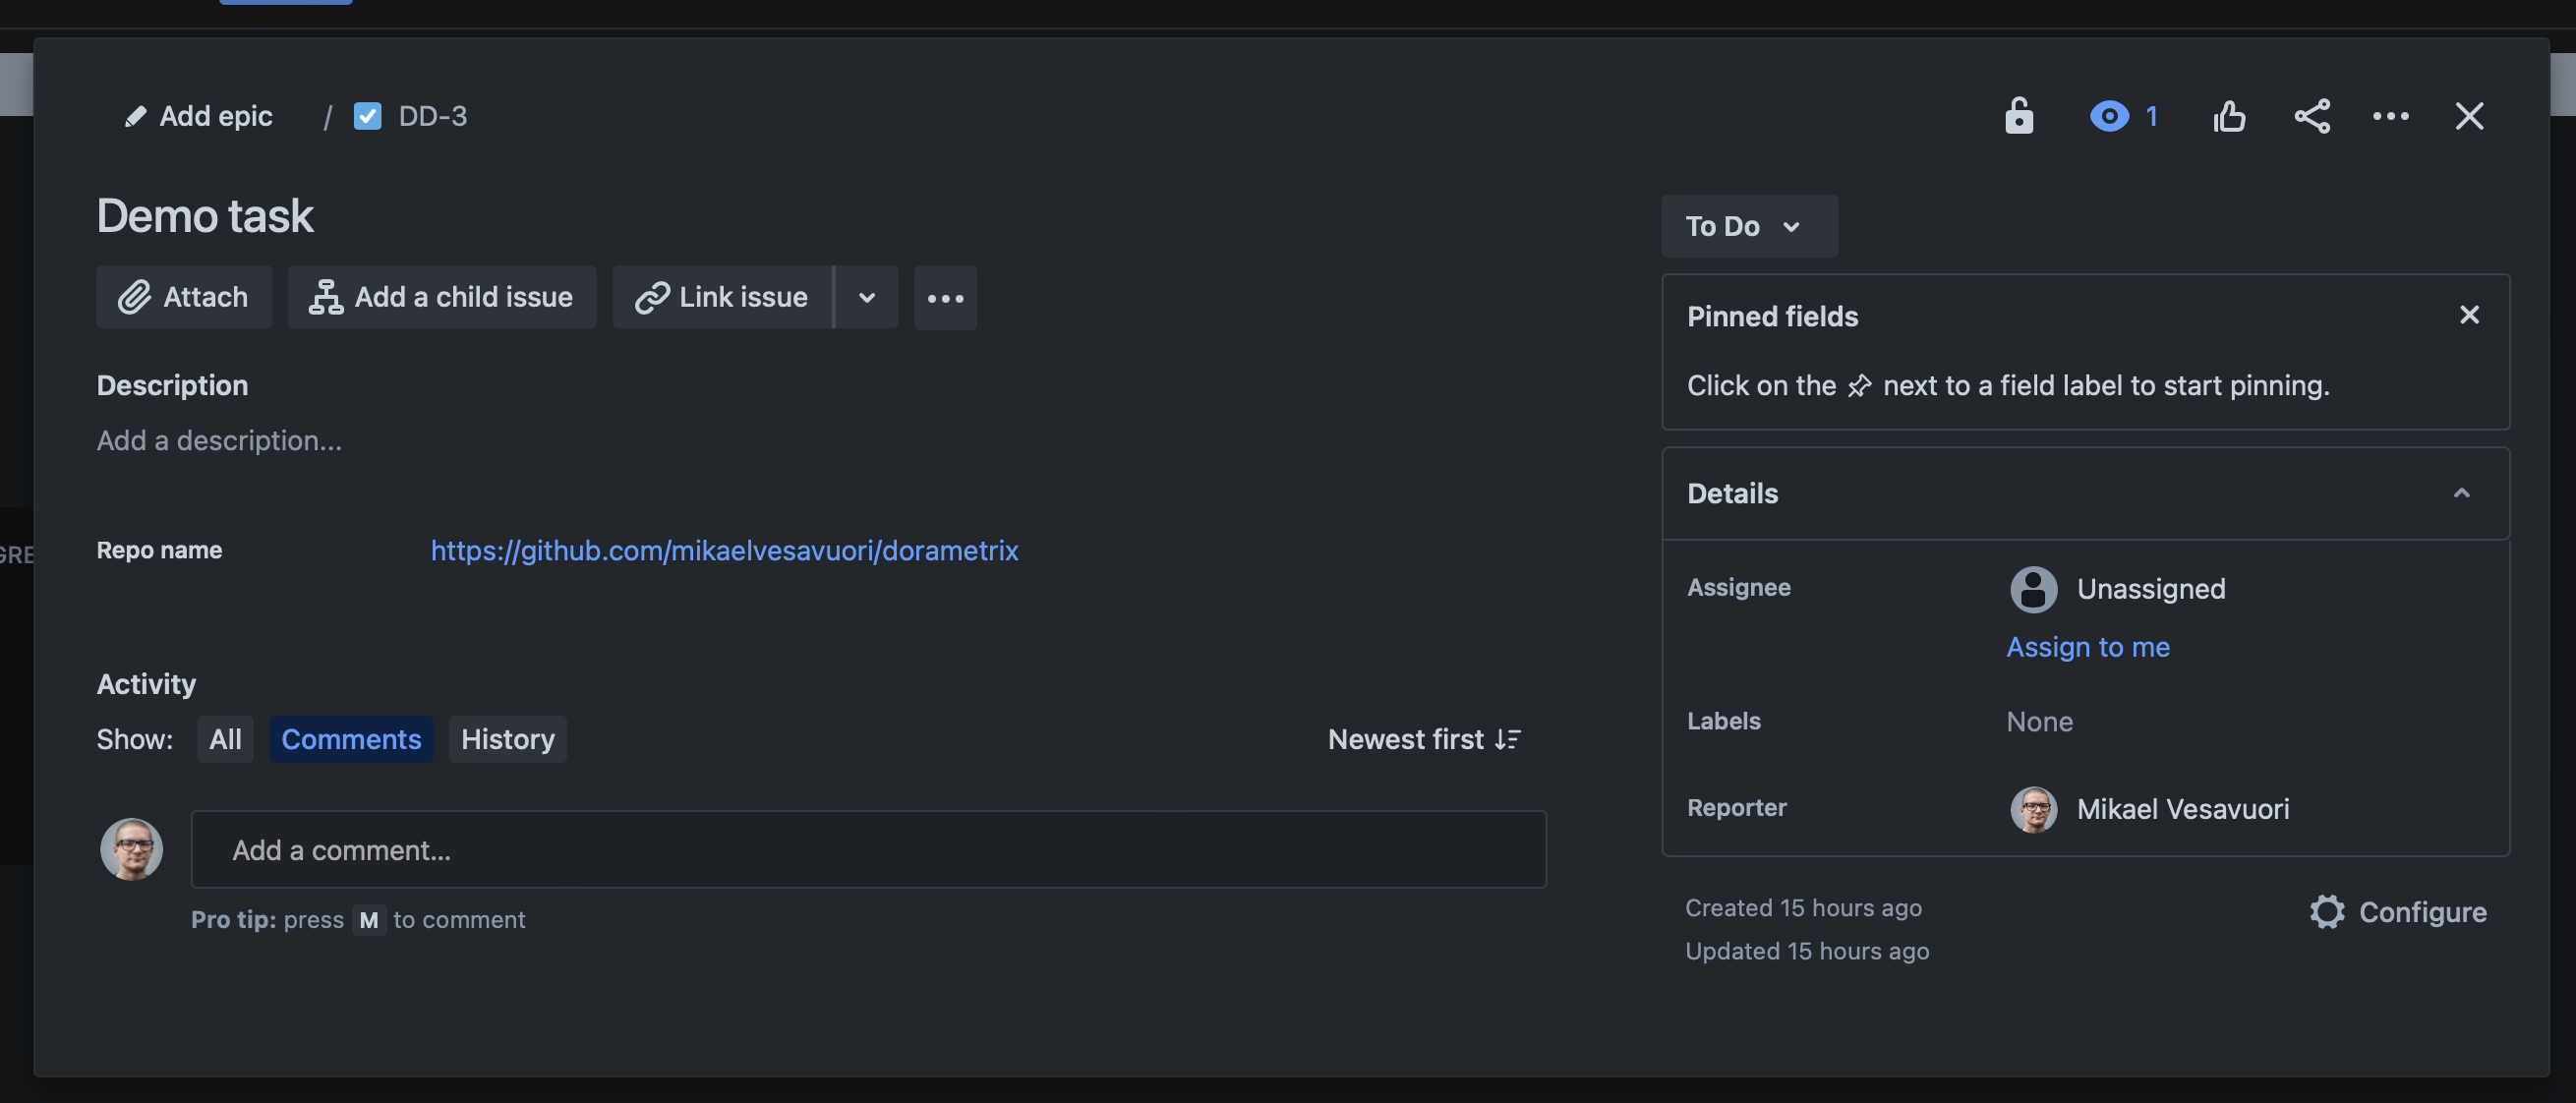 Add epic / DD-3
1
Demo task
Attach Add a child issue Link issue
Description
Add a description...
Repo name https://github.com/mikaelvesavuori/dorametrix
Activity
Show: All Comments History Newest first
Add a comment...
Pro tip: press M to comment
To Do
Pinned fields
Click on the next to a field label to start pinning.
Details
Assignee Unassigned
Assign to me
Labels None
Reporter Mikael Vesavuori
Created 15 hours ago
Configure
Updated 15 hours ago
GRE